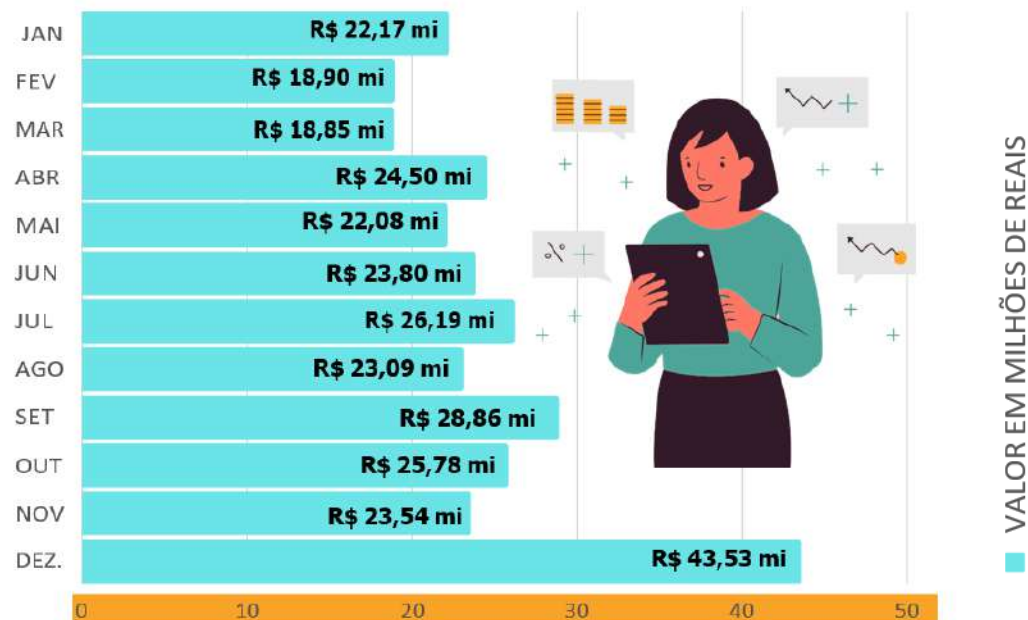 JAN R$ 22,17 mi
FEV R$ 18,90 mi
MAR R$ 18,85 mi
ABR R$ 24,50 mi
MAI R$ 22,08 mi
JUN R$ 23,80 mi
JUL R$ 26,19 mi
AGO R$ 23,09 mi
SET R$ 28,86 mi
OUT R$ 25,78 mi
NOV R$ 23,54 mi
DEZ. R$ 43,53 mi
0 10 20 30 40 50
VALOR EM MILHÕES DE REAIS